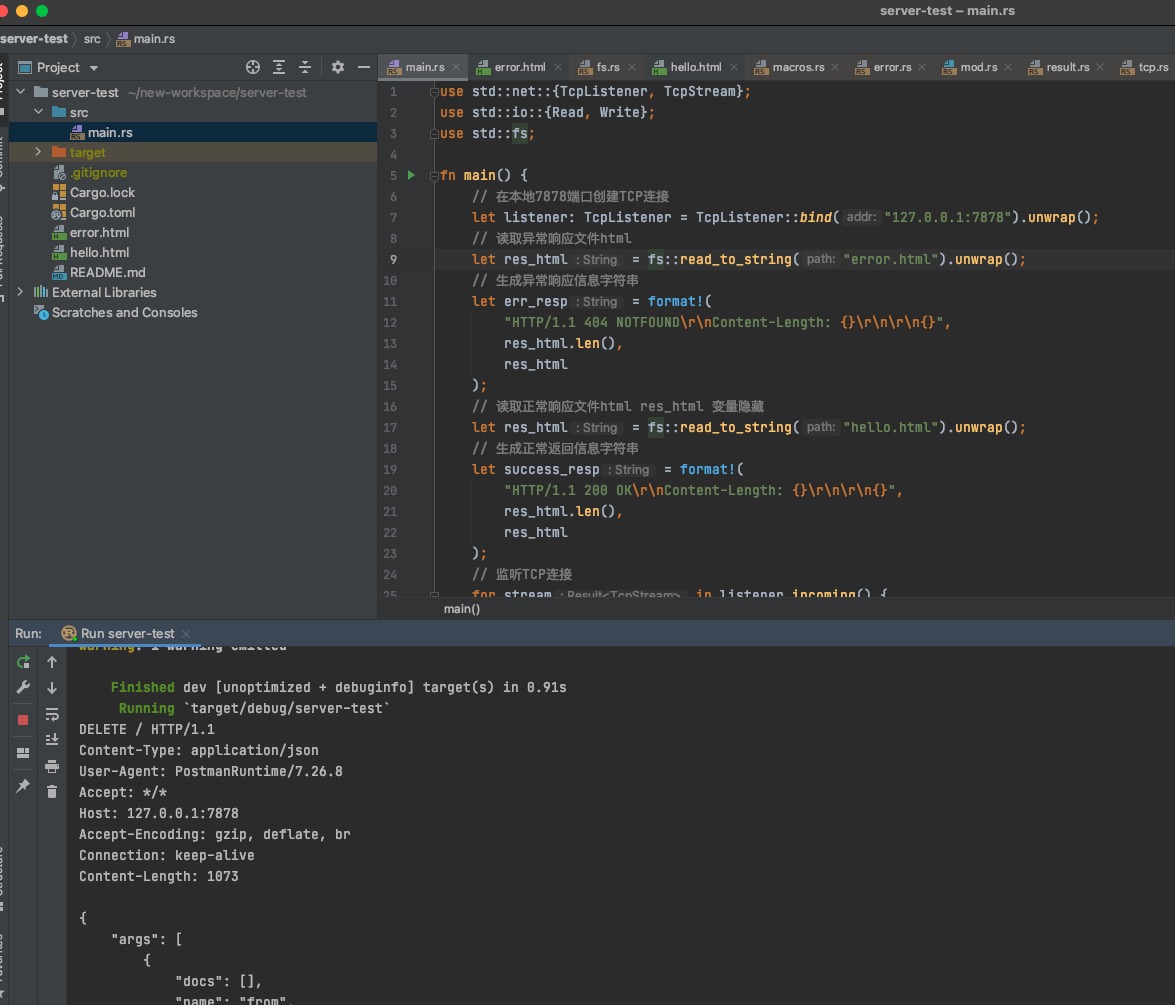 server-test – main.rs
server-test src main.rs
Project
main.rs error.html fs.rs hello.html macros.rs error.rs mod.rs result.rs tcp.rs
server-test ~/new-workspace/server-test
src
main.rs
target
.gitignore
Cargo.lock
Cargo.toml
error.html
hello.html
README.md
External Libraries
Scratches and Consoles
1 use std::net::{TcpListener, TcpStream};
2 use std::io::{Read, Write};
3 use std::fs;
4
5 fn main() {
6 // 在本地7878端口创建TCP连接
7 let listener: TcpListener = TcpListener::bind( addr: "127.0.0.1:7878").unwrap();
8 // 读取异常响应文件html
9 let res_html : String = fs::read_to_string( path: "error.html").unwrap();
10 // 生成异常响应信息字符串
11 let err_resp : String = format!(
12 "HTTP/1.1 404 NOTFOUND\r\nContent-Length: {}\r\n\r\n{}",
13 res_html.len(),
14 res_html
15 );
16 // 读取正常响应文件html res_html 变量隐藏
17 let res_html : String = fs::read_to_string( path: "hello.html").unwrap();
18 // 生成正常返回信息字符串
19 let success_resp : String = format!(
20 "HTTP/1.1 200 OK\r\nContent-Length: {}\r\n\r\n{}",
21 res_html.len(),
22 res_html
23 );
24 // 监听TCP连接
25 for stream : Result<TcpStream> in listener.incoming() {
main()
Run: Run server-test
warning: 1 warning emitted
Finished dev [unoptimized + debuginfo] target(s) in 0.91s
Running `target/debug/server-test`
DELETE / HTTP/1.1
Content-Type: application/json
User-Agent: PostmanRuntime/7.26.8
Accept: */*
Host: 127.0.0.1:7878
Accept-Encoding: gzip, deflate, br
Connection: keep-alive
Content-Length: 1073
{
"args": [
{
"docs": [],
"name": "from",